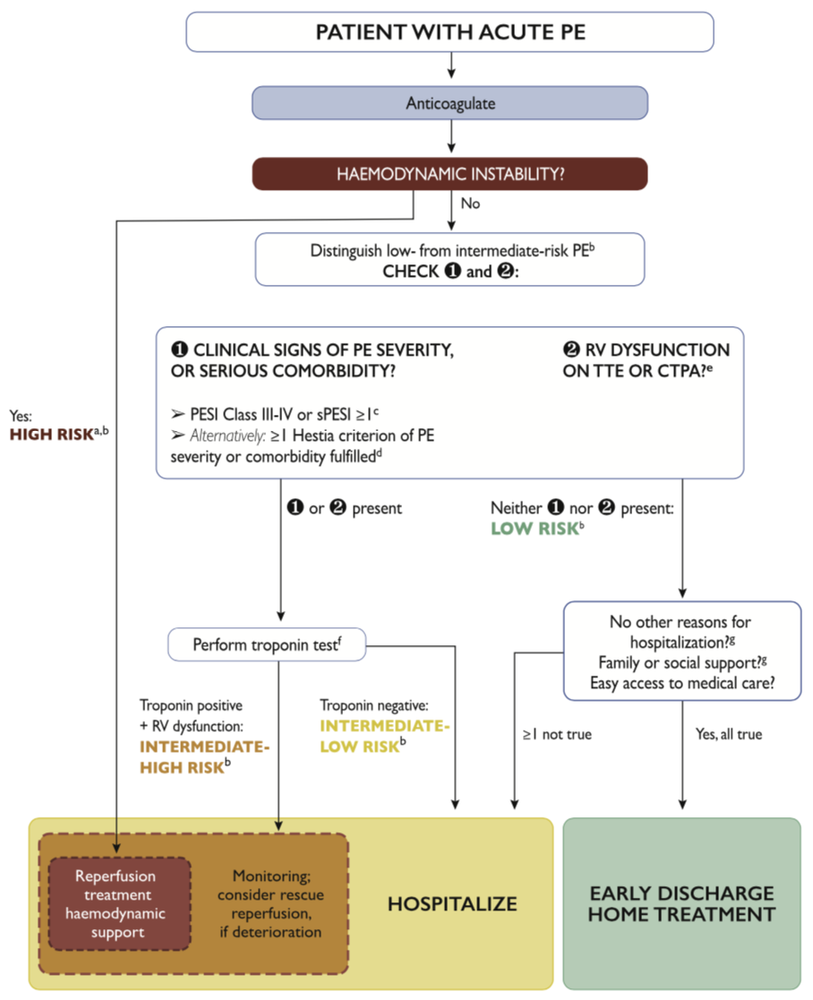 PATIENT WITH ACUTE PE
Anticoagulate
HAEMODYNAMIC INSTABILITY?
No
Distinguish low- from intermediate-risk PEᵇ
CHECK ❶ and ❷:
❶ CLINICAL SIGNS OF PE SEVERITY,
OR SERIOUS COMORBIDITY?
➢ PESI Class III-IV or sPESI ≥1ᶜ
➢ Alternatively: ≥1 Hestia criterion of PE
severity or comorbidity fulfilledᵈ
❷ RV DYSFUNCTION
ON TTE OR CTPA?ᵉ
Yes:
HIGH RISKᵃ,ᵇ
❶ or ❷ present
Neither ❶ nor ❷ present:
LOW RISKᵇ
Perform troponin testᶠ
No other reasons for
hospitalization?ᵍ
Family or social support?ᵍ
Easy access to medical care?
Troponin positive
+ RV dysfunction:
INTERMEDIATE-
HIGH RISKᵇ
Troponin negative:
INTERMEDIATE-
LOW RISKᵇ
≥1 not true
Yes, all true
Reperfusion
treatment
haemodynamic
support
Monitoring;
consider rescue
reperfusion,
if deterioration
HOSPITALIZE
EARLY DISCHARGE
HOME TREATMENT